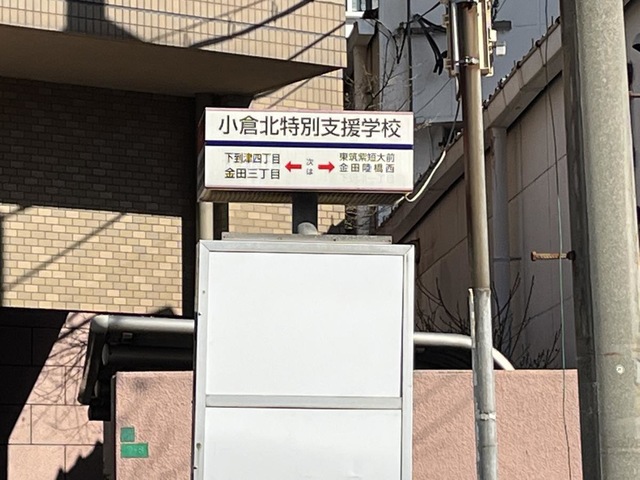 小倉北特別支援学校
下到津四丁目
金田三丁目
次は
東筑紫短大前
金田陸橋西